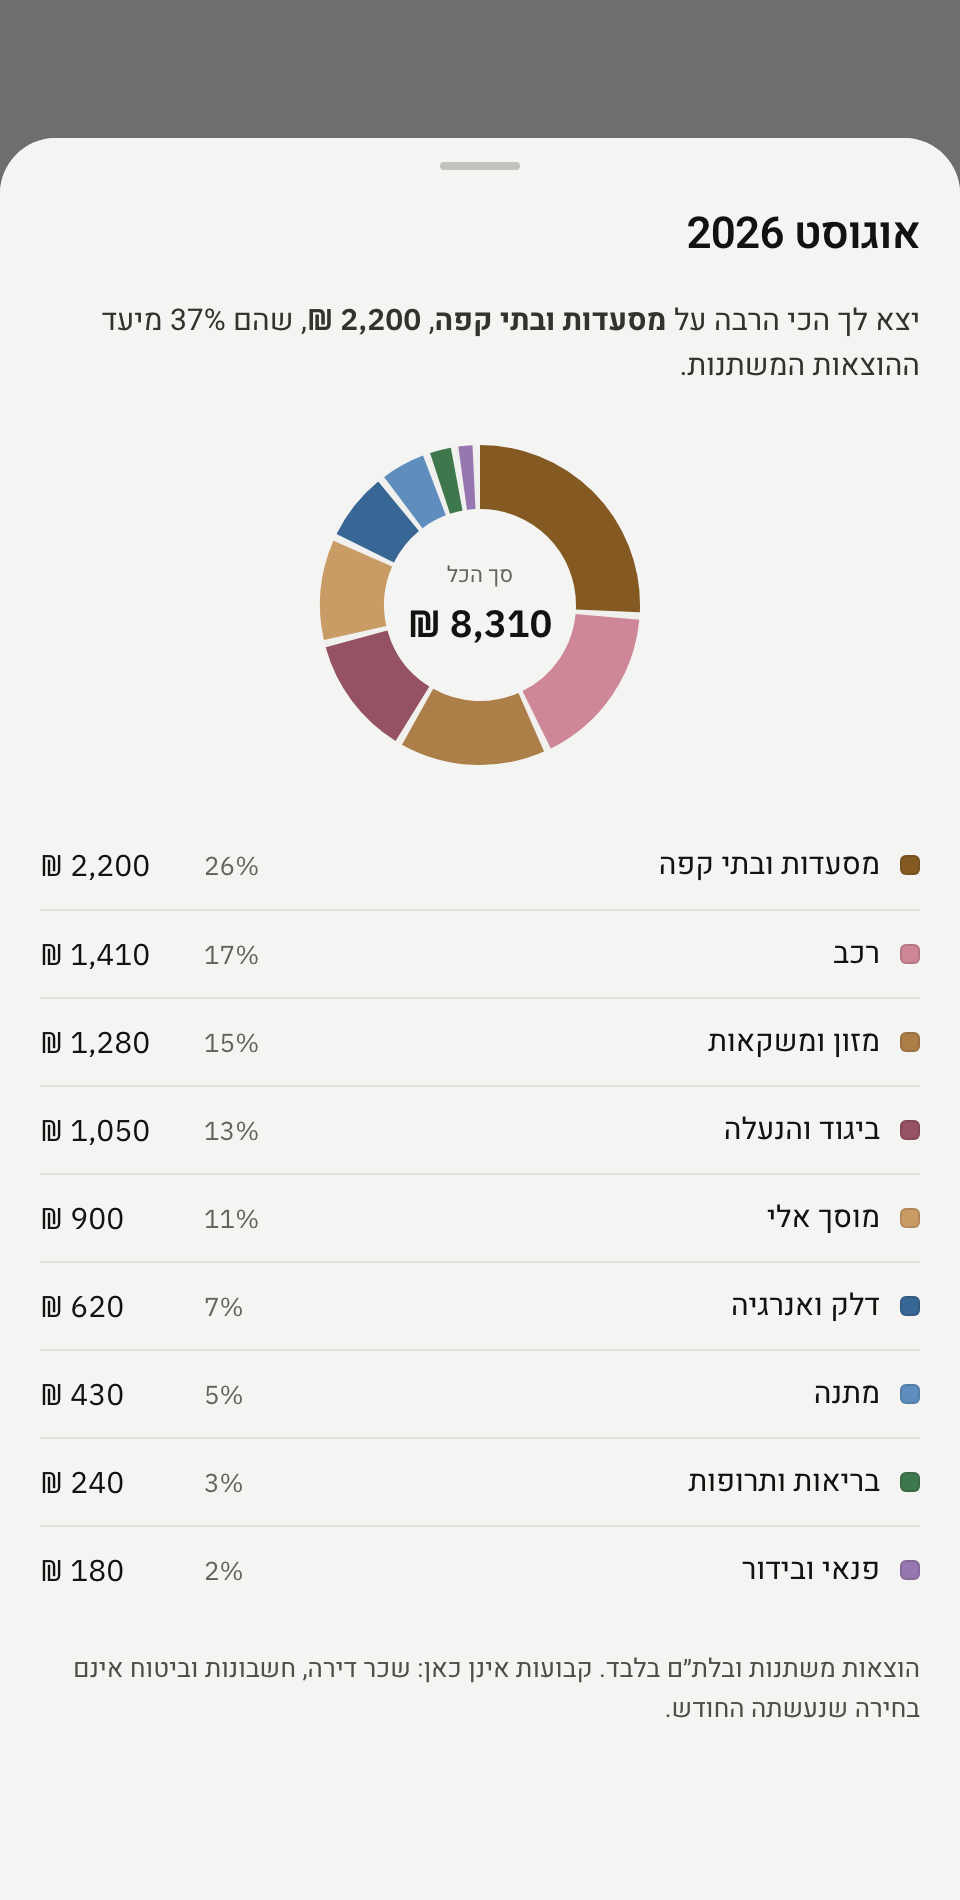 אוגוסט 2026
יצא לך הכי הרבה על מסעדות ובתי קפה, 2,200 ₪, שהם 37% מיעד
ההוצאות המשתנות.
סך הכל
8,310 ₪
מסעדות ובתי קפה 26% 2,200 ₪
רכב 17% 1,410 ₪
מזון ומשקאות 15% 1,280 ₪
ביגוד והנעלה 13% 1,050 ₪
מוסך אלי 11% 900 ₪
דלק ואנרגיה 7% 620 ₪
מתנה 5% 430 ₪
בריאות ותרופות 3% 240 ₪
פנאי ובידור 2% 180 ₪
הוצאות משתנות ובלת״ם בלבד. קבועות אינן כאן: שכר דירה, חשבונות וביטוח אינם
בחירה שנעשתה החודש.